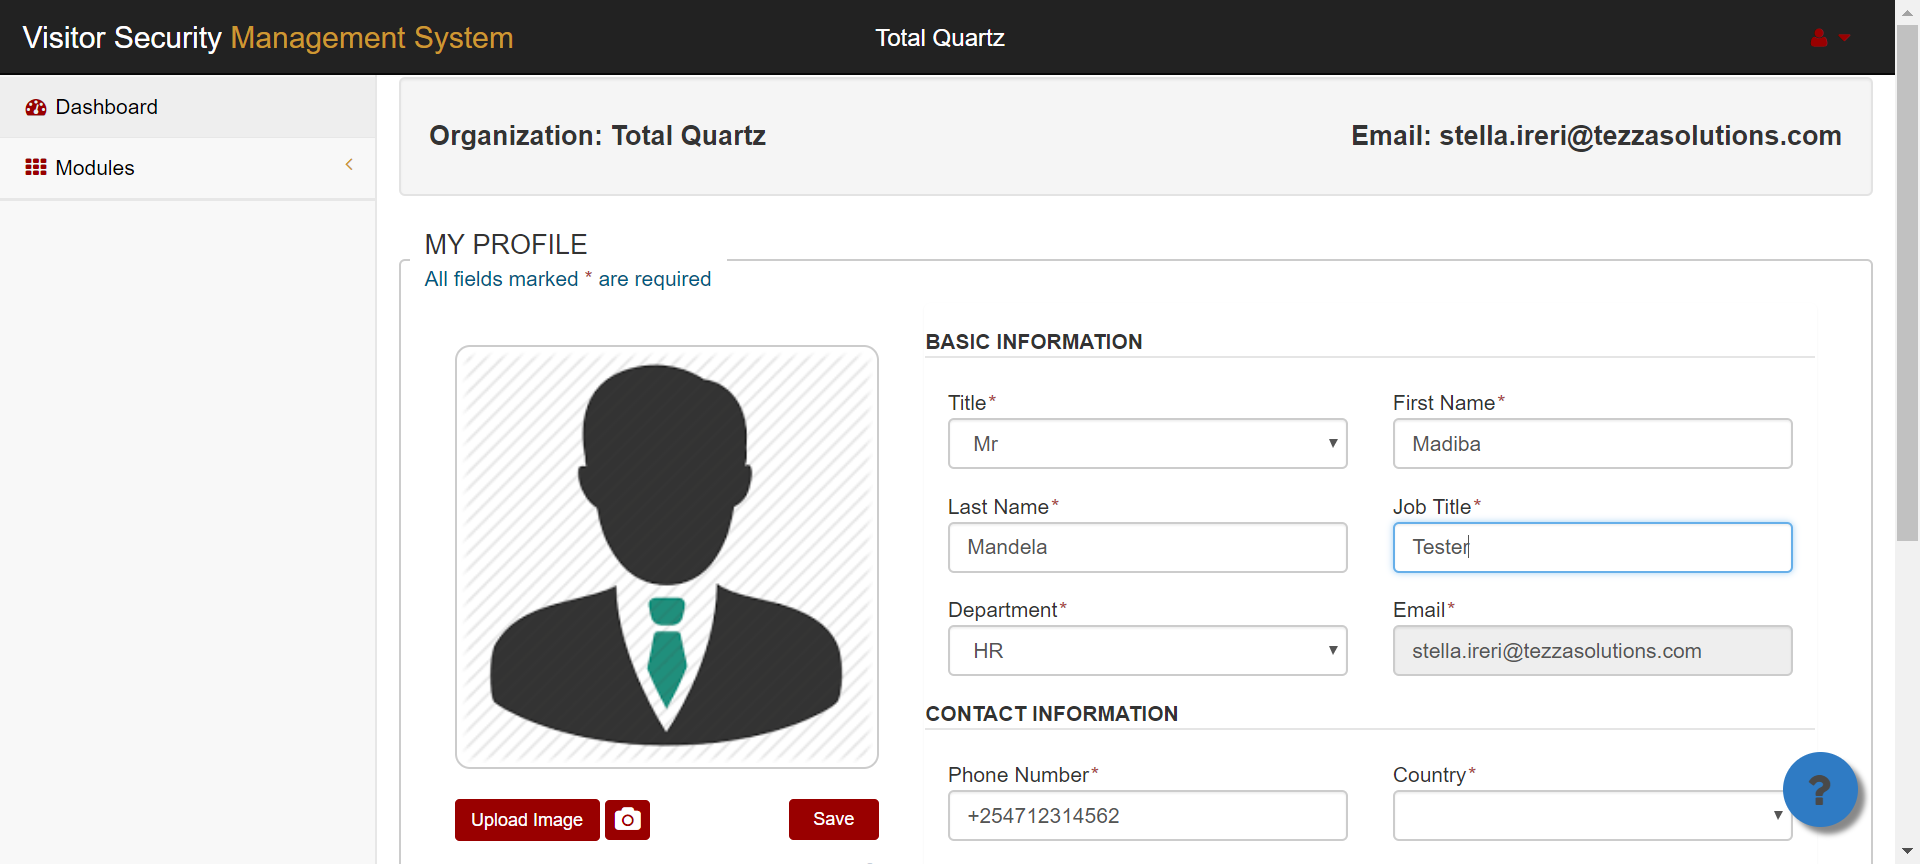 Visitor Security Management System
Total Quartz
Dashboard
Modules
Organization: Total Quartz
Email: stella.ireri@tezzasolutions.com
MY PROFILE
All fields marked * are required
BASIC INFORMATION
Title*
First Name*
Mr
Madiba
Last Name*
Job Title*
Mandela
Tester
Department*
Email*
HR
stella.ireri@tezzasolutions.com
CONTACT INFORMATION
Phone Number*
Country*
+254712314562
?
Upload Image
Save